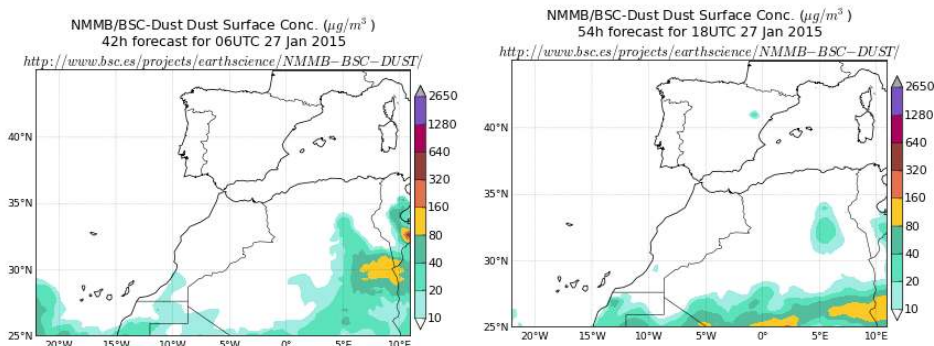 NMMB/BSC-Dust Dust Surface Conc. (µg/m³)
42h forecast for 06UTC 27 Jan 2015
http://www.bsc.es/projects/earthscience/NMMB−BSC−DUST/
40°N
35°N
30°N
25°N
20°W
15°W
10°W
5°W
0°
5°E
10°E
2650
1280
640
320
160
80
40
20
10
NMMB/BSC-Dust Dust Surface Conc. (µg/m³)
54h forecast for 18UTC 27 Jan 2015
http://www.bsc.es/projects/earthscience/NMMB−BSC−DUST/
40°N
35°N
30°N
25°N
20°W
15°W
10°W
5°W
0°
5°E
10°E
2650
1280
640
320
160
80
40
20
10